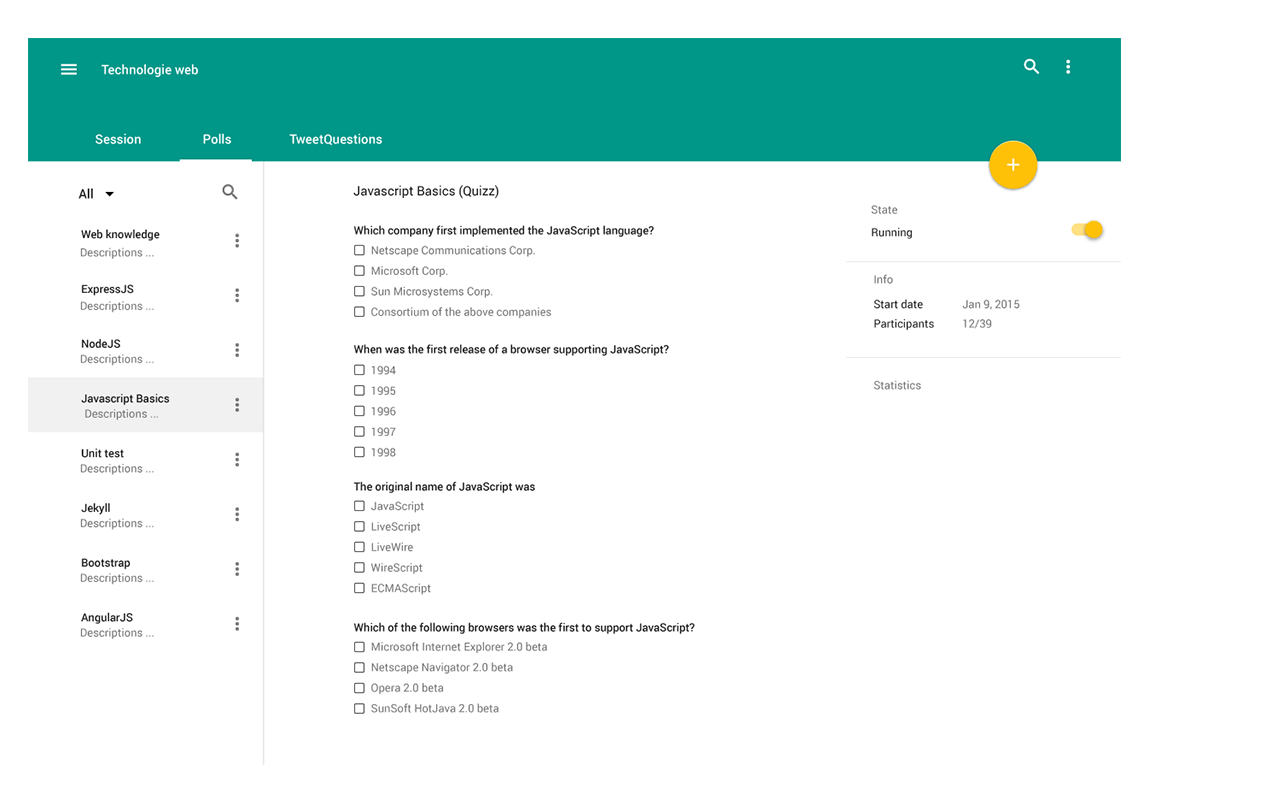 Technologie web
Session Polls TweetQuestions
All
Web knowledge
Descriptions ...
ExpressJS
Descriptions ...
NodeJS
Descriptions ...
Javascript Basics
Descriptions ...
Unit test
Descriptions ...
Jekyll
Descriptions ...
Bootstrap
Descriptions ...
AngularJS
Descriptions ...
Javascript Basics (Quizz)
Which company first implemented the JavaScript language?
Netscape Communications Corp.
Microsoft Corp.
Sun Microsystems Corp.
Consortium of the above companies
When was the first release of a browser supporting JavaScript?
1994
1995
1996
1997
1998
The original name of JavaScript was
JavaScript
LiveScript
LiveWire
WireScript
ECMAScript
Which of the following browsers was the first to support JavaScript?
Microsoft Internet Explorer 2.0 beta
Netscape Navigator 2.0 beta
Opera 2.0 beta
SunSoft HotJava 2.0 beta
State
Running
Info
Start date Jan 9, 2015
Participants 12/39
Statistics